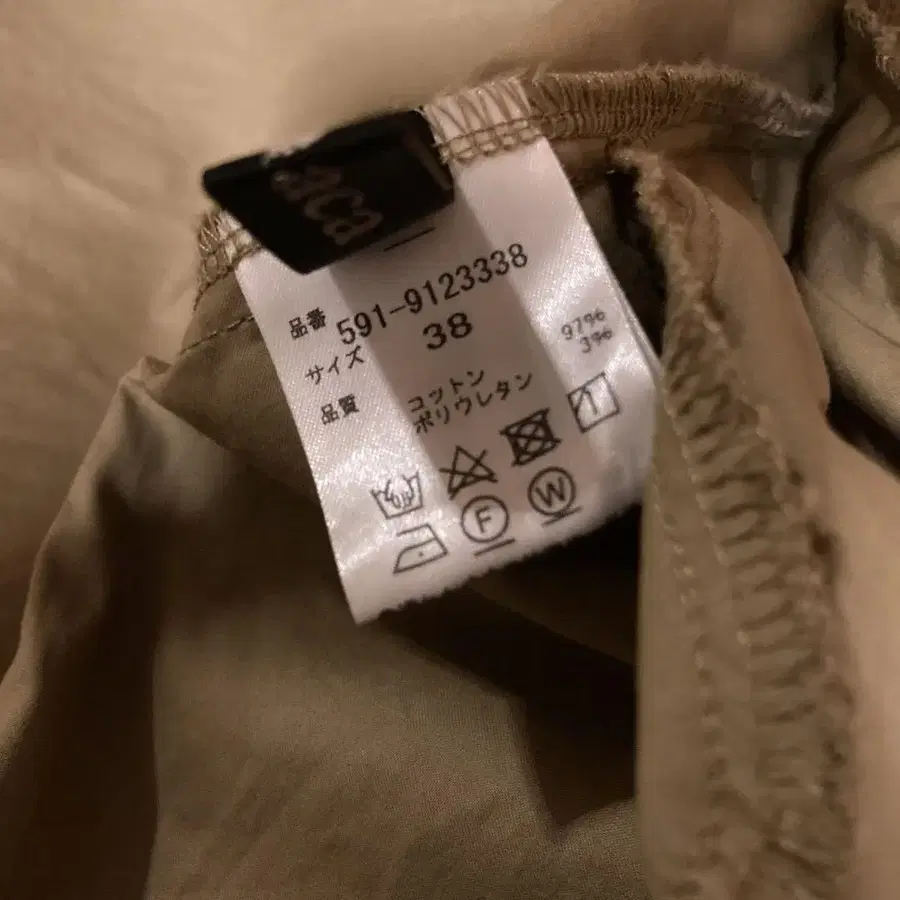 aca
品番 591-9123338
サイズ 38
品質 コットン 97%
ポリウレタン 3%
F W